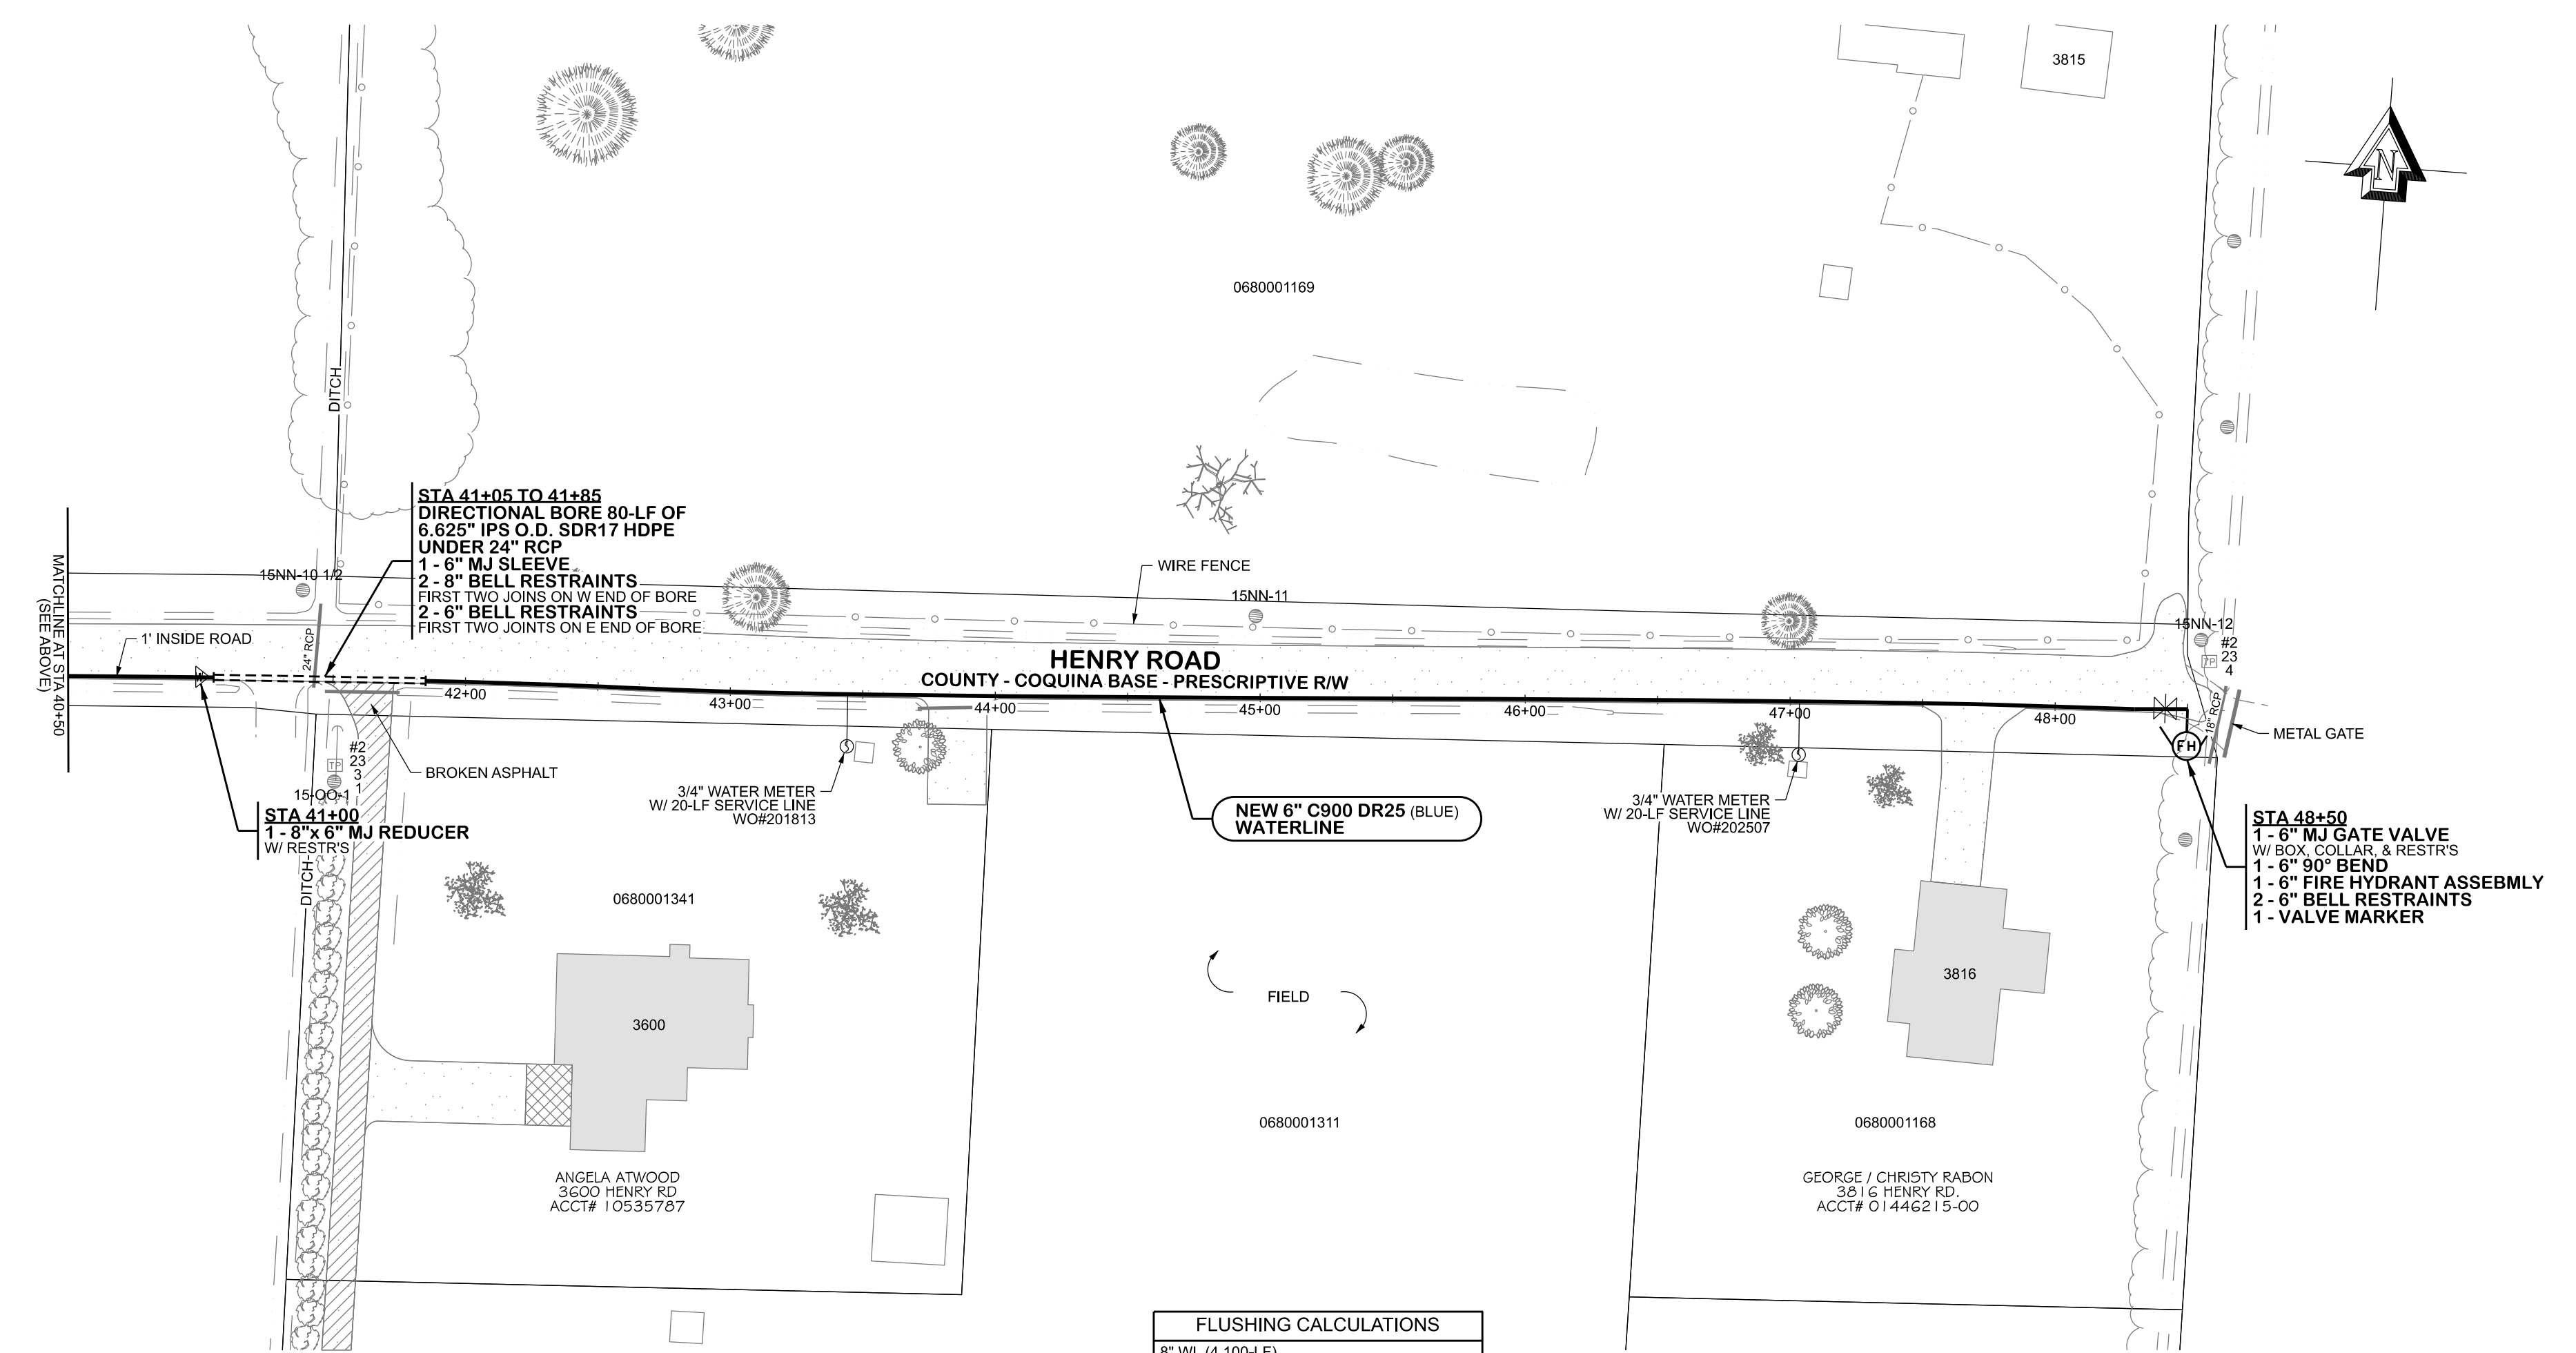 3815
N
0680001169
DITCH
STA 41+05 TO 41+85
DIRECTIONAL BORE 80-LF OF
6.625" IPS O.D. SDR17 HDPE
UNDER 24" RCP
1 - 6" MJ SLEEVE
2 - 8" BELL RESTRAINTS
FIRST TWO JOINS ON W END OF BORE
2 - 6" BELL RESTRAINTS
FIRST TWO JOINTS ON E END OF BORE
MATCHLINE AT STA 40+50
(SEE ABOVE)
15NN-10 1/2
WIRE FENCE
15NN-11
15NN-12
1' INSIDE ROAD
24" RCP
HENRY ROAD
COUNTY - COQUINA BASE - PRESCRIPTIVE R/W
TP
#2
23
4
42+00
43+00
44+00
45+00
46+00
47+00
48+00
18" RCP
METAL GATE
FH
#2
23
3
1
TP
15-OO-1
BROKEN ASPHALT
3/4" WATER METER
W/ 20-LF SERVICE LINE
WO#201813
NEW 6" C900 DR25 (BLUE)
WATERLINE
3/4" WATER METER
W/ 20-LF SERVICE LINE
WO#202507
STA 41+00
1 - 8"x 6" MJ REDUCER
W/ RESTR'S
STA 48+50
1 - 6" MJ GATE VALVE
W/ BOX, COLLAR, & RESTR'S
1 - 6" 90° BEND
1 - 6" FIRE HYDRANT ASSEBMLY
2 - 6" BELL RESTRAINTS
1 - VALVE MARKER
DITCH
0680001341
3600
FIELD
3816
0680001311
0680001168
ANGELA ATWOOD
3600 HENRY RD
ACCT# 10535787
GEORGE / CHRISTY RABON
3816 HENRY RD.
ACCT# 01446215-00
FLUSHING CALCULATIONS
8" WL (4,100-LF)